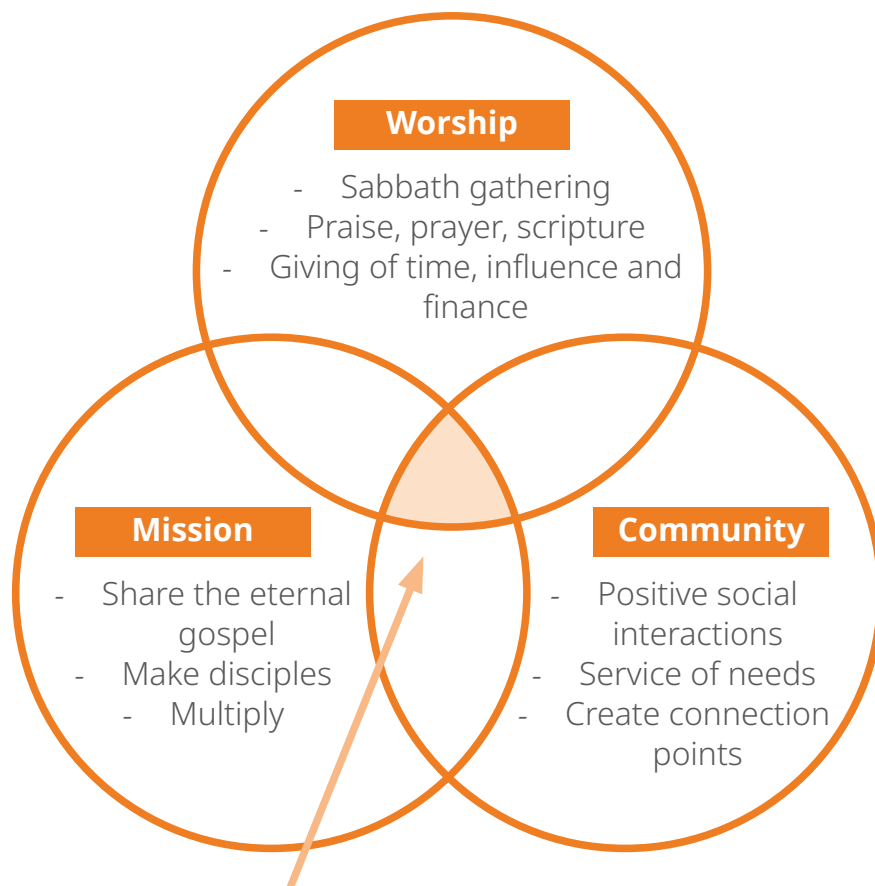 Worship
- Sabbath gathering
- Praise, prayer, scripture
- Giving of time, influence and
finance
Mission
- Share the eternal
gospel
- Make disciples
- Multiply
Community
- Positive social
interactions
- Service of needs
- Create connection
points